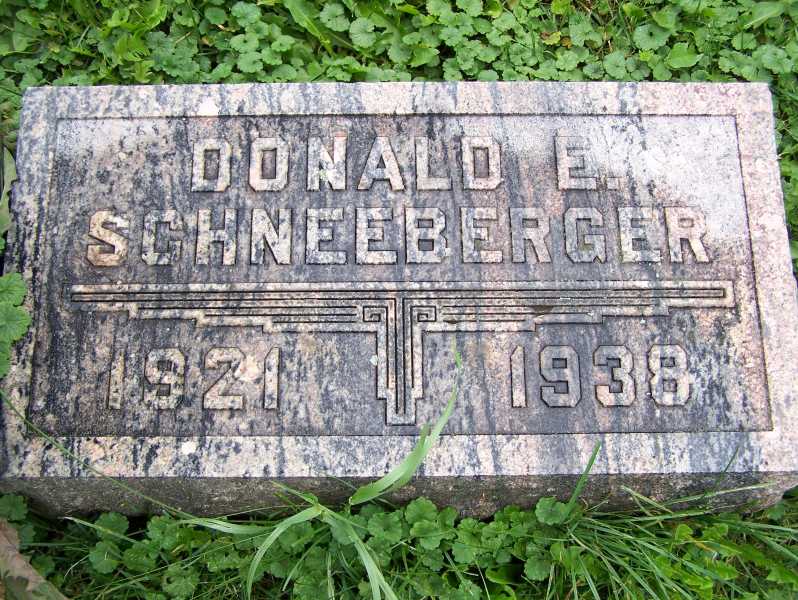 DONALD E.
SCHNEEBERGER
1921 1938